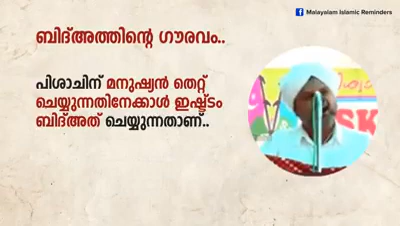 Malayalam Islamic Reminders
ബിദ്അത്തിന്റെ ഗൗരവം..
പിശാചിന് മനുഷ്യൻ തെറ്റ്
ചെയ്യുന്നതിനേക്കാൾ ഇഷ്ടം
ബിദ്അത് ചെയ്യുന്നതാണ്..